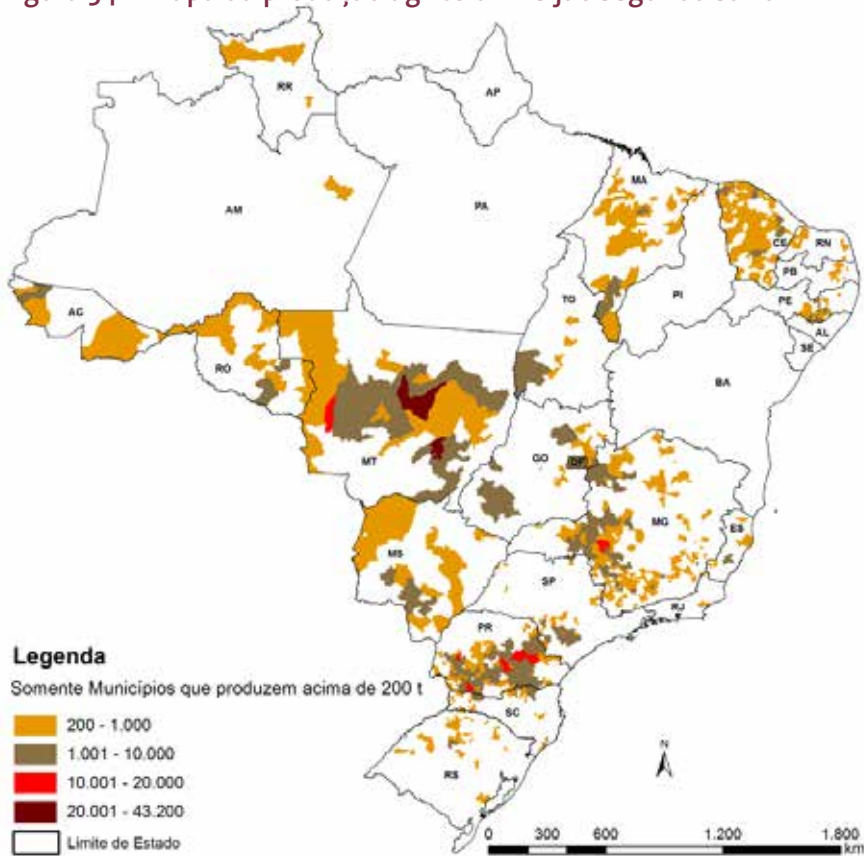 RR
AP
AM
PA
MA
CE
RN
PB
PE
AL
SE
PI
TO
AC
RO
BA
MT
GO
DF
MG
ES
MS
SP
RJ
PR
SC
RS
Legenda
Somente Municípios que produzem acima de 200 t
200 - 1.000
1.001 - 10.000
10.001 - 20.000
20.001 - 43.200
Limite de Estado
N
0 300 600 1.200 1.800
km